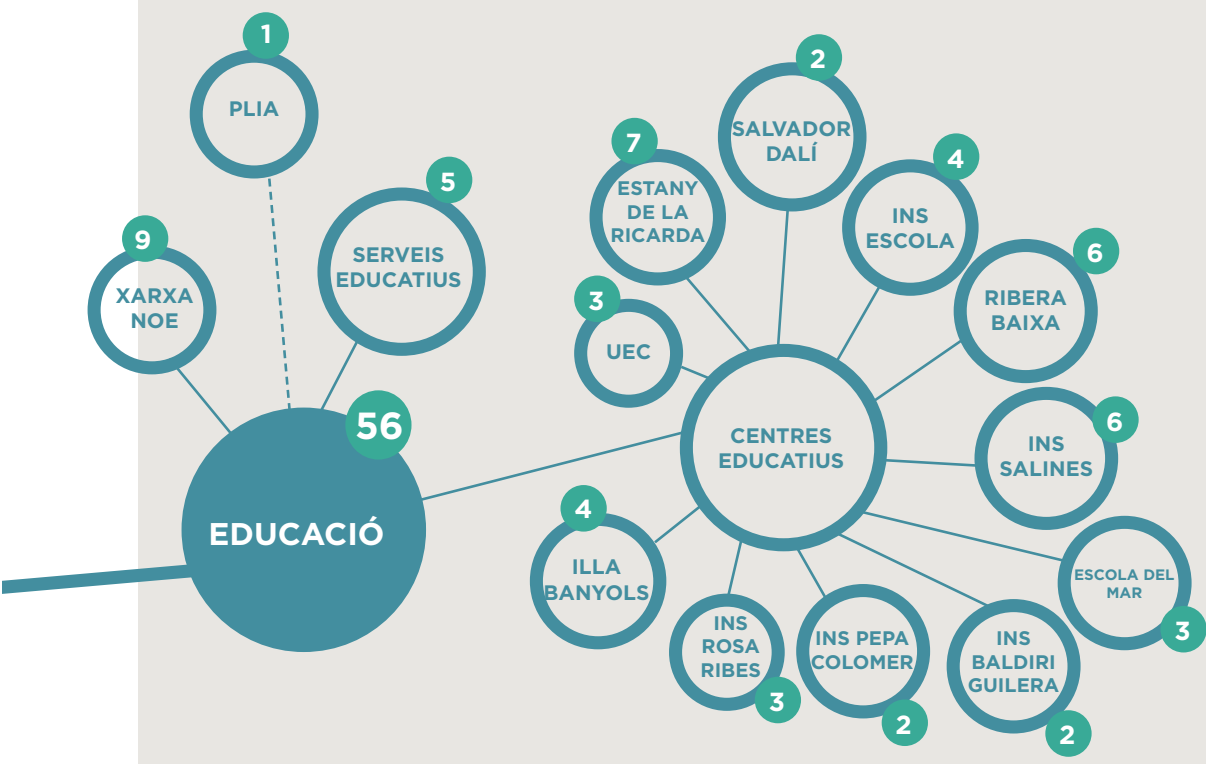 1
PLIA
5
SERVEIS
EDUCATIUS
9
XARXA
NOE
56
EDUCACIÓ
2
SALVADOR
DALÍ
7
ESTANY
DE LA
RICARDA
4
INS
ESCOLA
6
RIBERA
BAIXA
3
UEC
CENTRES
EDUCATIUS
6
INS
SALINES
4
ILLA
BANYOLS
INS
ROSA
RIBES
3
INS PEPA
COLOMER
2
INS
BALDIRI
GUILERA
2
ESCOLA DEL
MAR
3